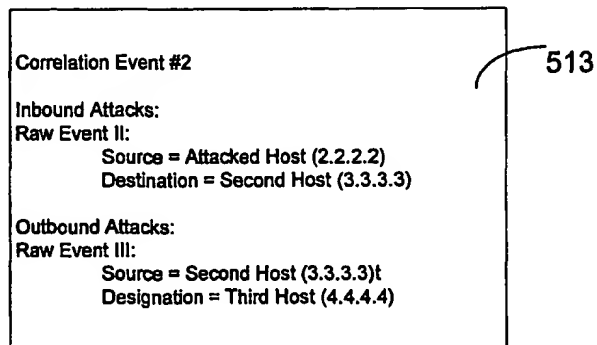 Correlation Event #2
513
Inbound Attacks:
Raw Event II:
Source = Attacked Host (2.2.2.2)
Destination = Second Host (3.3.3.3)
Outbound Attacks:
Raw Event III:
Source = Second Host (3.3.3.3)t
Designation = Third Host (4.4.4.4)